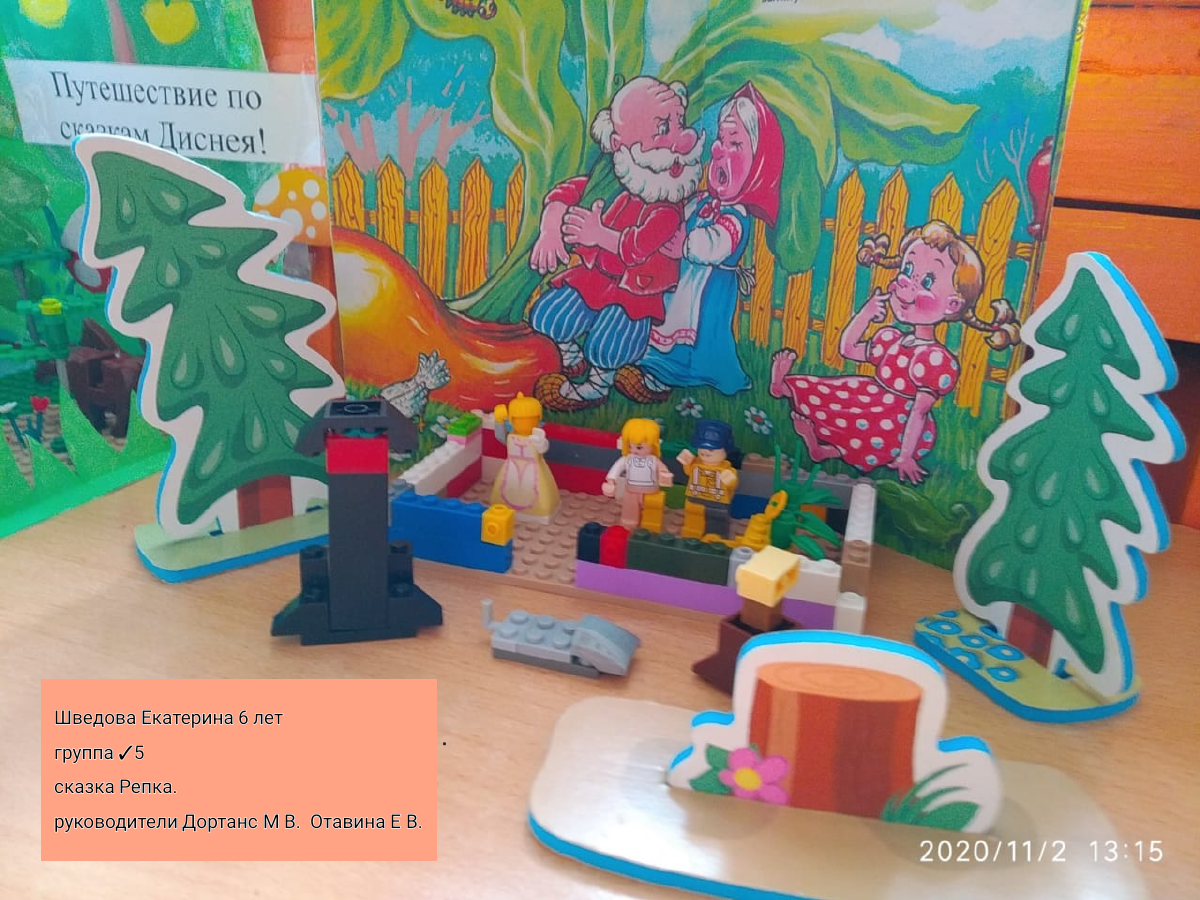 Путешествие по
сказкам Диснея!
Шведова Екатерина 6 лет
группа ✓5
сказка Репка.
руководители Дортанс М В. Отавина Е В.
2020/11/2 13:15